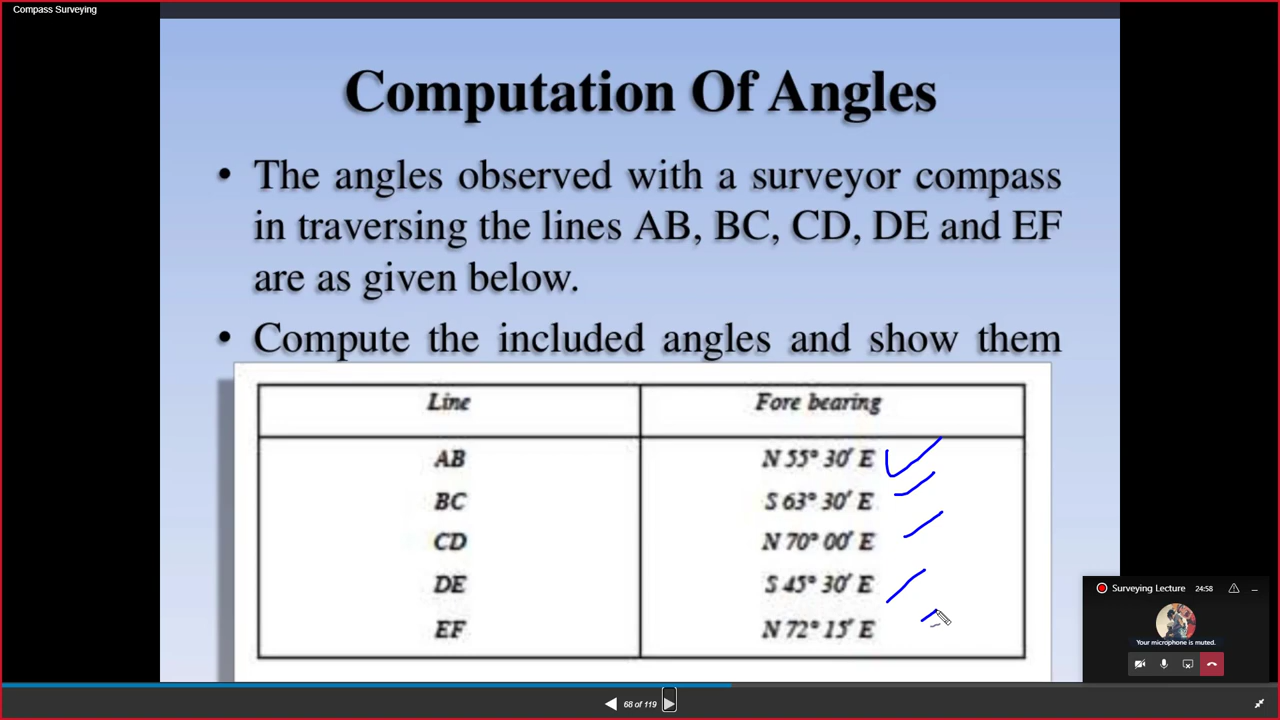 Compass Surveying
Computation Of Angles
• The angles observed with a surveyor compass
in traversing the lines AB, BC, CD, DE and EF
are as given below.
• Compute the included angles and show them
Line Fore bearing
AB N 55° 30' E
BC S 63° 30' E
CD N 70° 00' E
DE S 45° 30' E
EF N 72° 15' E
Surveying Lecture 24:58
Your microphone is muted.
68 of 119